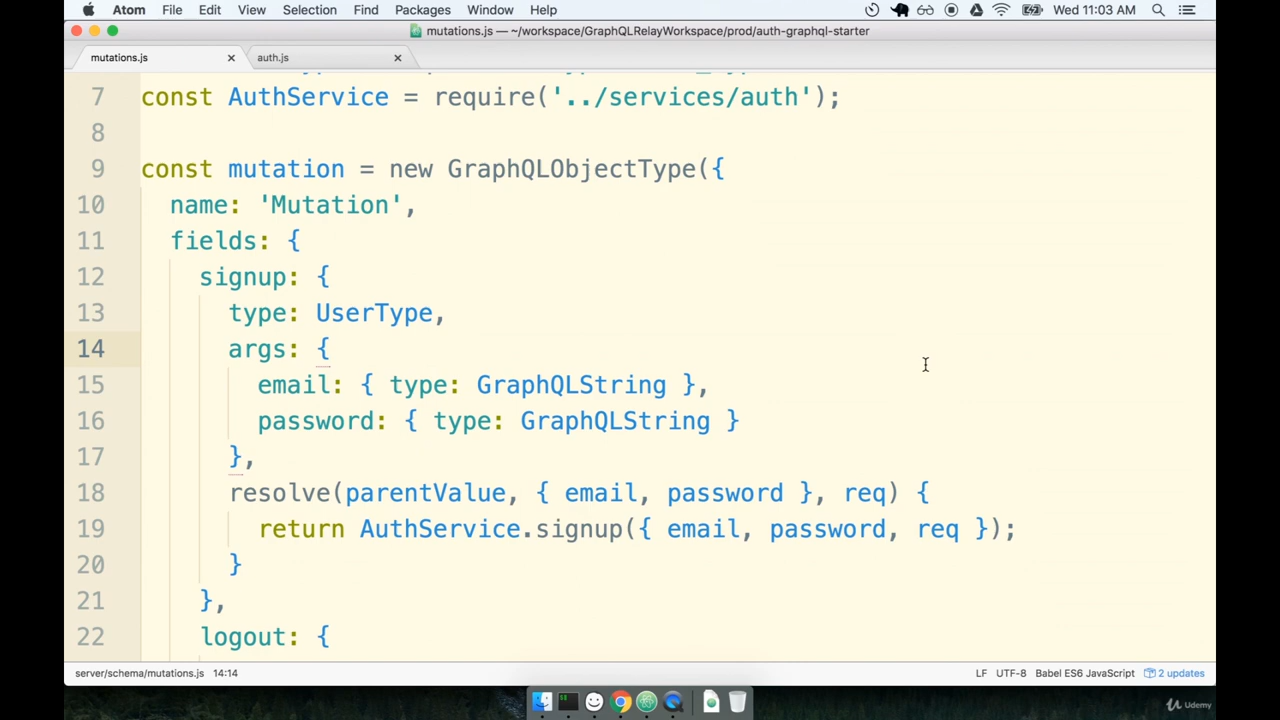 Atom File Edit View Selection Find Packages Window Help Wed 11:03 AM
mutations.js — ~/workspace/GraphQLRelayWorkspace/prod/auth-graphql-starter
mutations.js auth.js
7 const AuthService = require('../services/auth');
8
9 const mutation = new GraphQLObjectType({
10 name: 'Mutation',
11 fields: {
12 signup: {
13 type: UserType,
14 args: {
15 email: { type: GraphQLString },
16 password: { type: GraphQLString }
17 },
18 resolve(parentValue, { email, password }, req) {
19 return AuthService.signup({ email, password, req });
20 }
21 },
22 logout: {
server/schema/mutations.js 14:14 LF UTF-8 Babel ES6 JavaScript 2 updates
Udemy